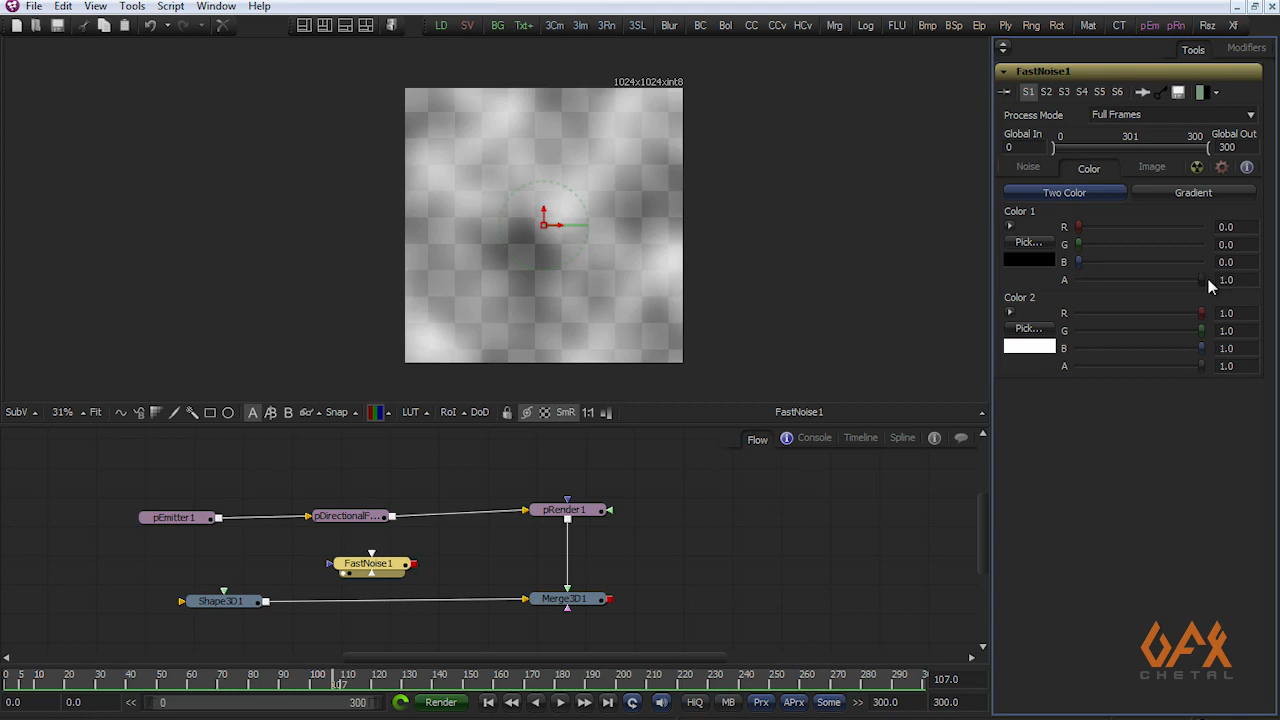 File Edit View Tools Script Window Help
LD SV BG Txt+ 3Cm 3Im 3Rn 3SL Blur BC Bol CC CCv HCv Mrg Log FLU Bmp BSp Elp Ply Rng Rct Mat CT pEm pRn Rsz Xf
Tools Modifiers
FastNoise1
1024x1024xint8
S1 S2 S3 S4 S5 S6
Process Mode Full Frames
Global In 0 301 300 Global Out
0 300
Noise Color Image
Two Color Gradient
Color 1
R 0.0
Pick... G 0.0
B 0.0
A 1.0
Color 2
R 1.0
Pick... G 1.0
B 1.0
A 1.0
SubV 31% Fit A B Snap LUT RoI DoD SmR 1:1 FastNoise1
Flow Console Timeline Spline
pEmitter1 pDirectionalF... pRender1
FastNoise1
Shape3D1 Merge3D1
GFX
CHETAL
0 5 10 20 30 40 50 60 70 80 90 100 110 120 130 140 150 160 170 180 190 200 210 220 230 240 250 260 270 280 290 300
107 107.0
0.0 0.0 << 0 300 Render HiQ MB Prx APrx Some >> 300.0 300.0